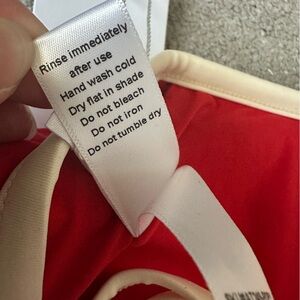 Rinse immediately
after use
Hand wash cold
Dry flat in shade
Do not bleach
Do not iron
Do not tumble dry